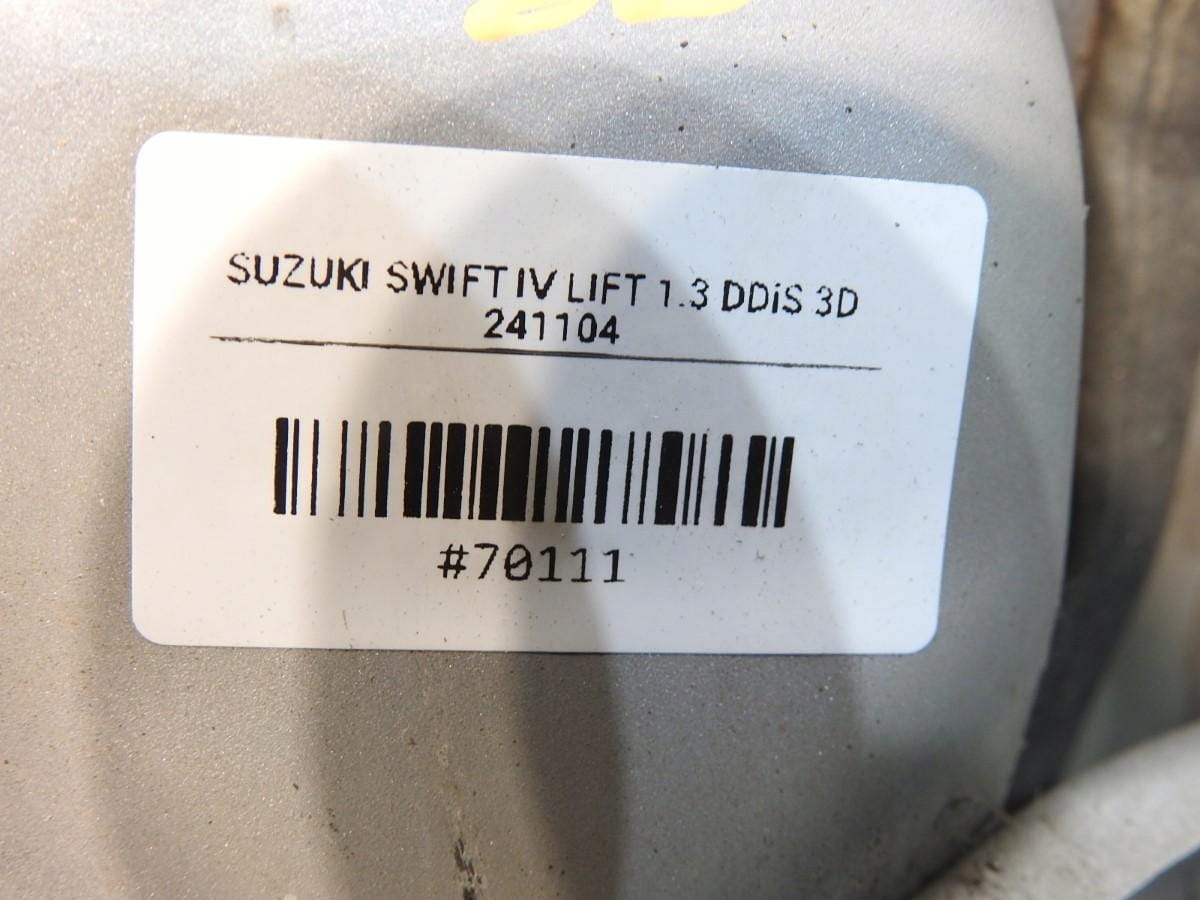 SUZUKI SWIFT IV LIFT 1.3 DDiS 3D
241104
#70111